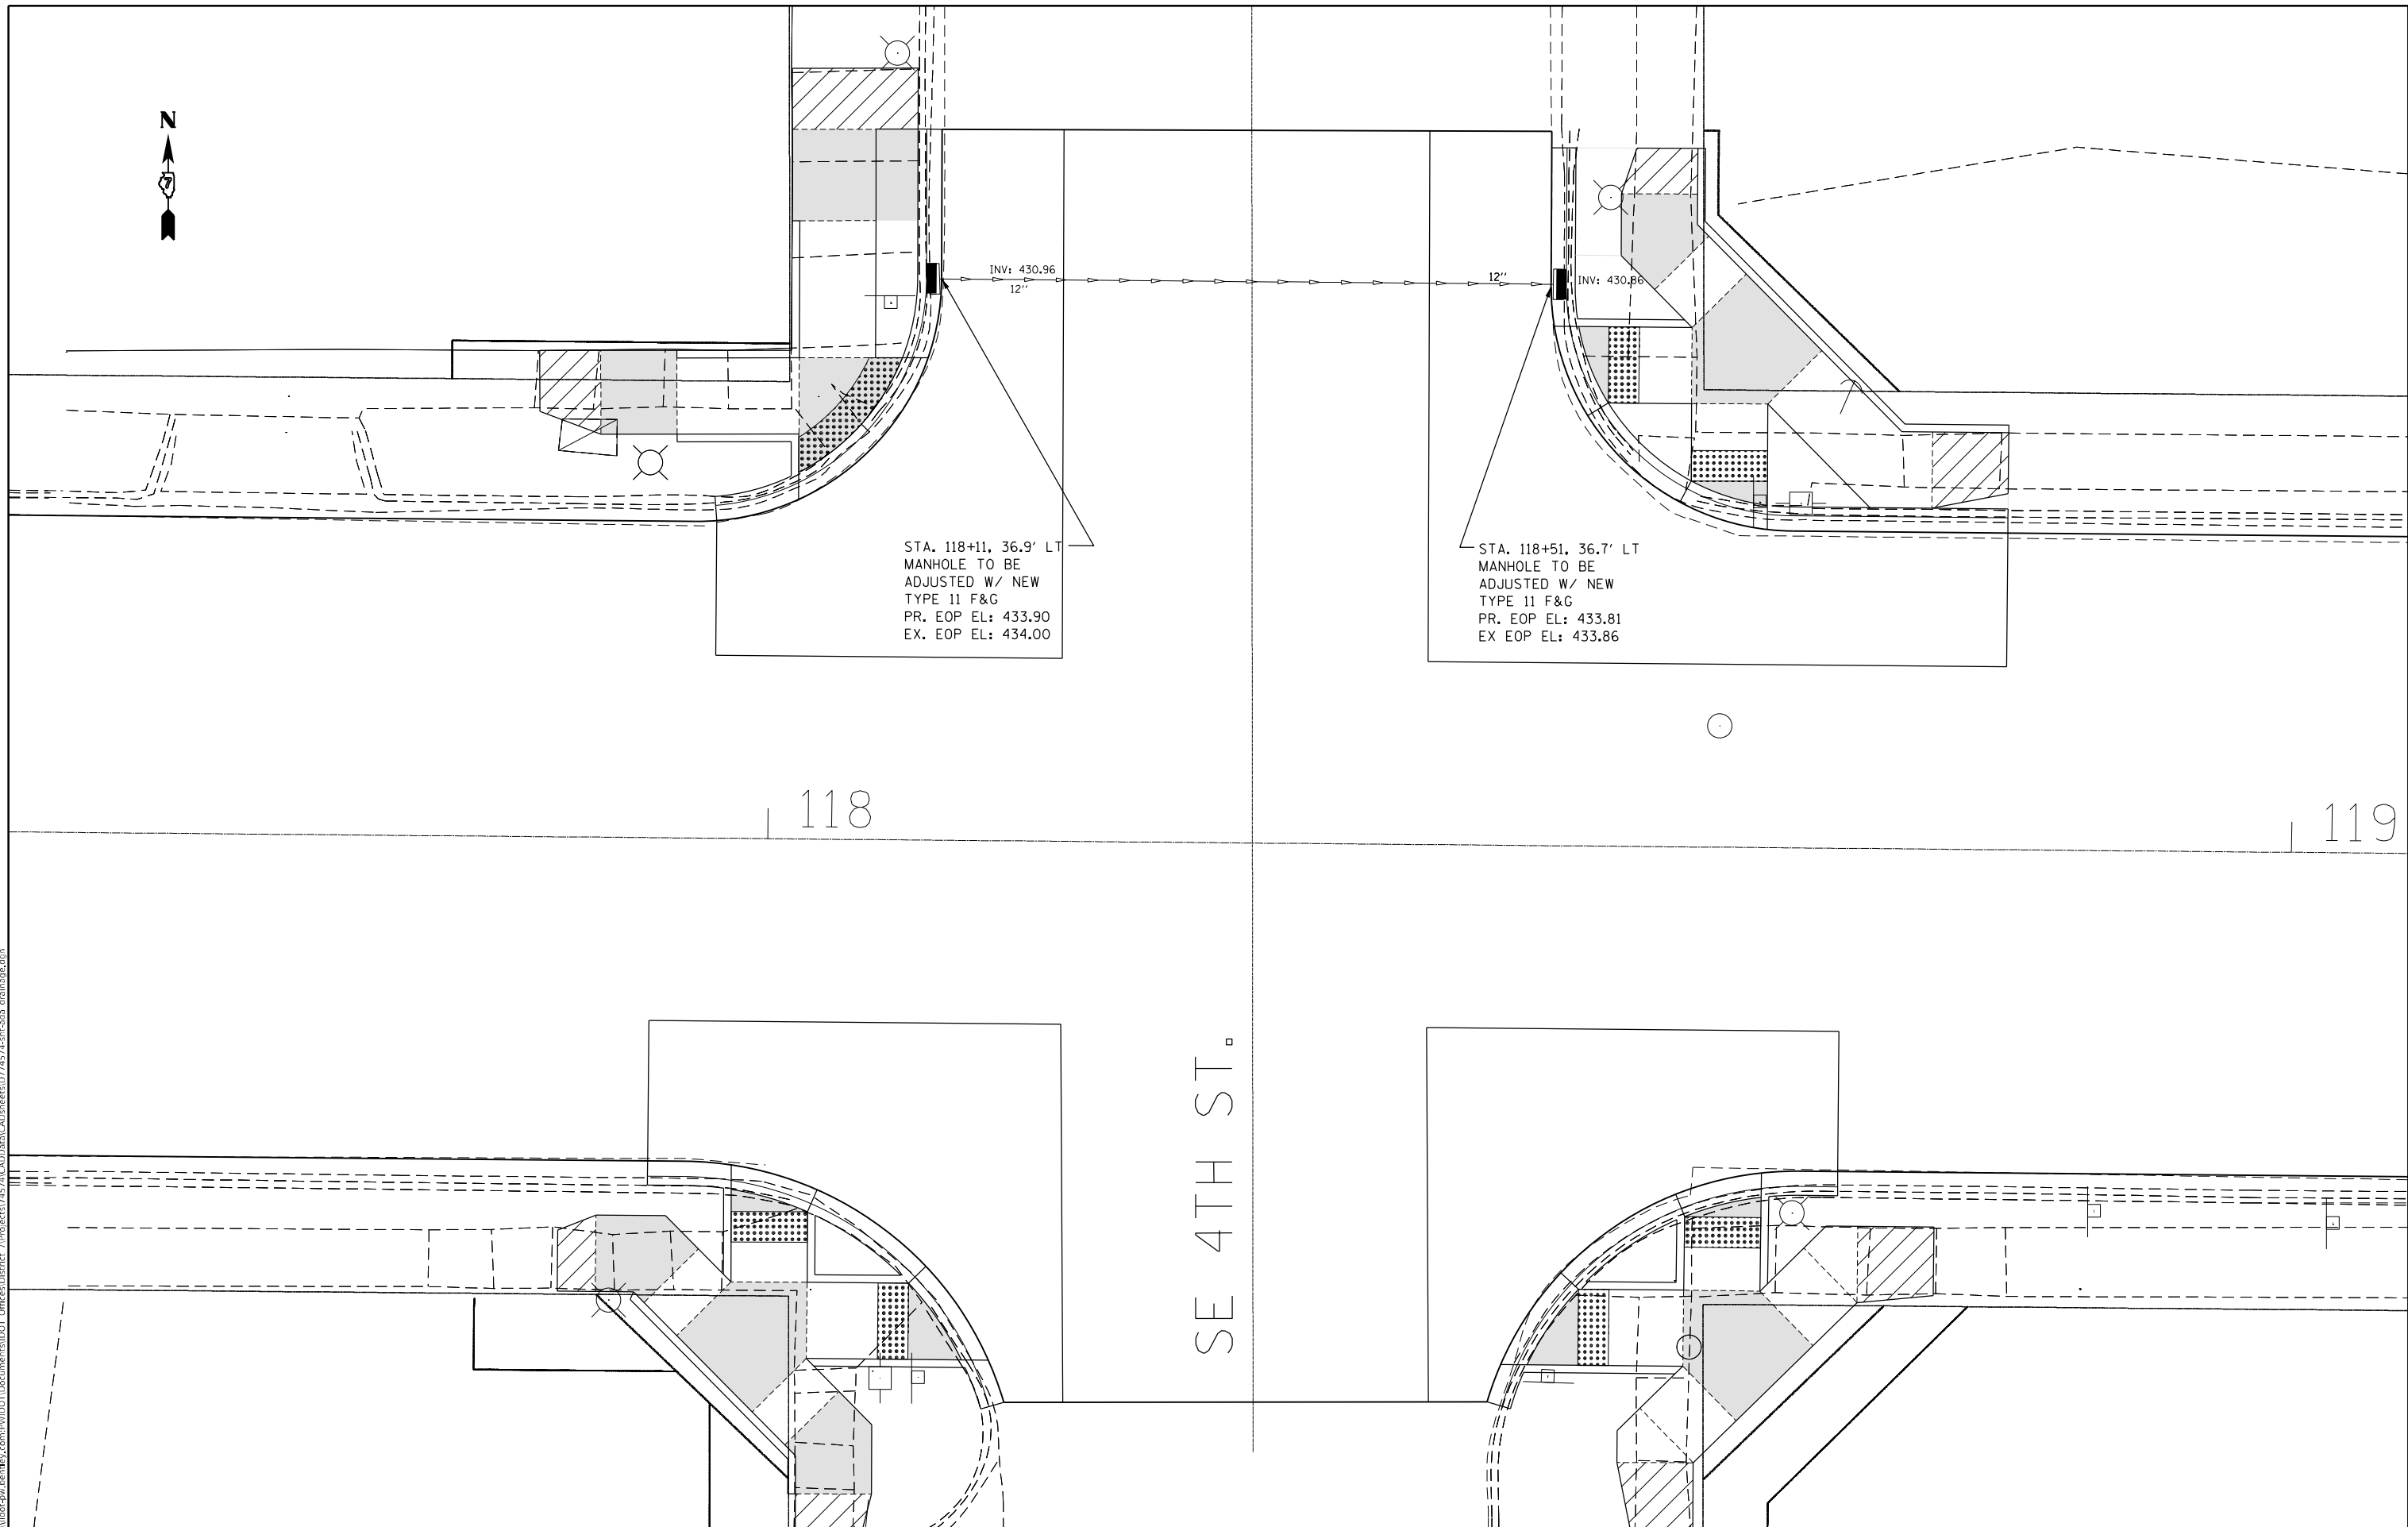 N
7
INV: 430.96
12''
12''
INV: 430.86
STA. 118+11, 36.9' LT
MANHOLE TO BE
ADJUSTED W/ NEW
TYPE 11 F&G
PR. EOP EL: 433.90
EX. EOP EL: 434.00
STA. 118+51, 36.7' LT
MANHOLE TO BE
ADJUSTED W/ NEW
TYPE 11 F&G
PR. EOP EL: 433.81
EX EOP EL: 433.86
118
119
SE 4TH ST.